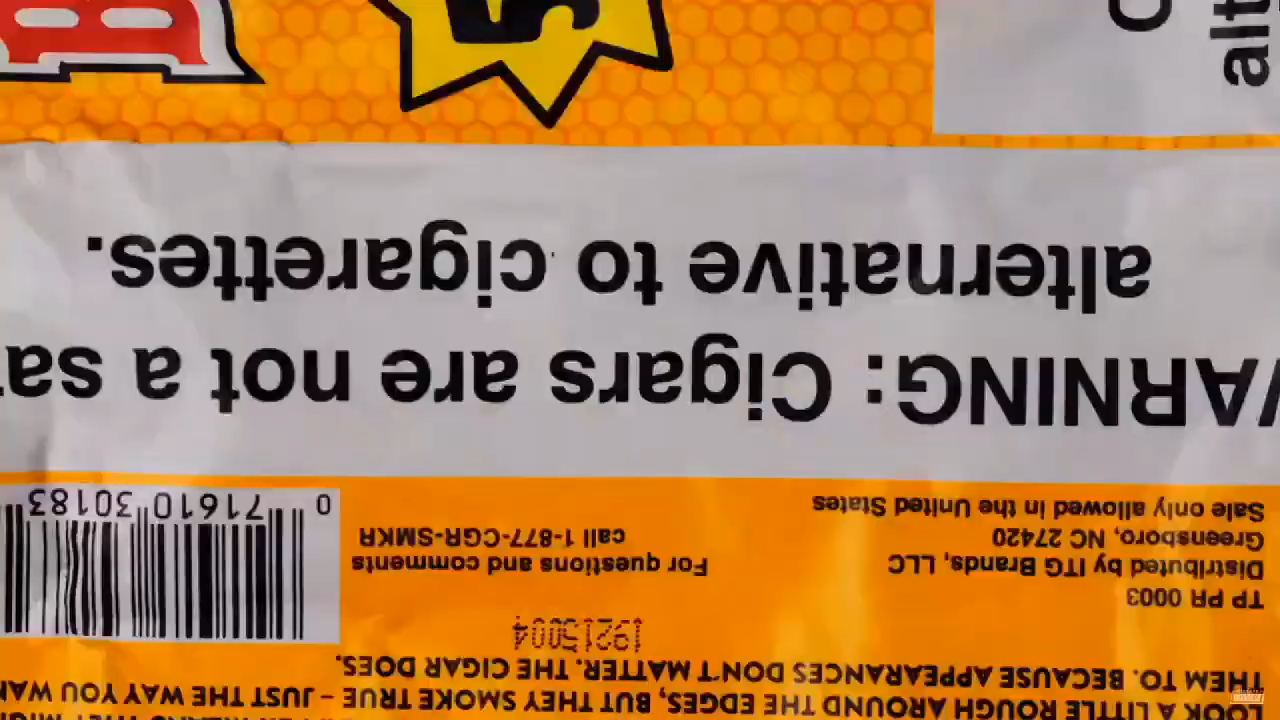 LOOK A LITTLE ROUGH AROUND THE EDGES, BUT THEY SMOKE TRUE – JUST THE WAY YOU WAN
THEM TO. BECAUSE APPEARANCES DON'T MATTER. THE CIGAR DOES.
19215004
TP PR 0003
Distributed by ITG Brands, LLC
Greensboro, NC 27420
Sale only allowed in the United States
For questions and comments
call 1-877-CGR-SMKR
0 71610 30183
WARNING: Cigars are not a sa
alternative to cigarettes.
alt